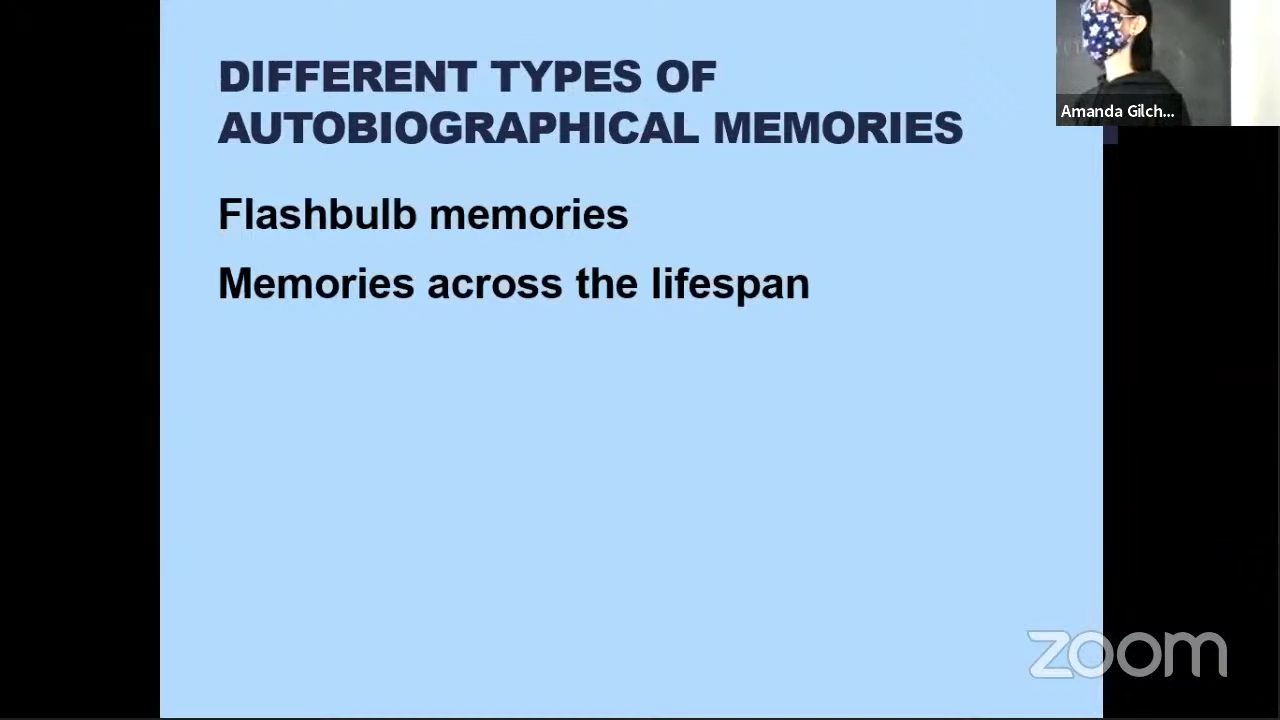 DIFFERENT TYPES OF
AUTOBIOGRAPHICAL MEMORIES
Flashbulb memories
Memories across the lifespan
Amanda Gilch...
zoom